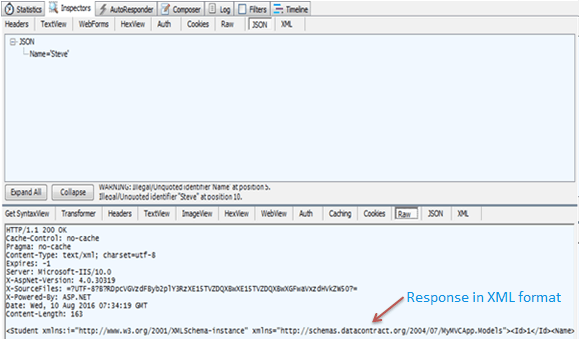 Statistics Inspectors AutoResponder Composer Log Filters Timeline
Headers TextView WebForms HexView Auth Cookies Raw JSON XML
JSON
Name='Steve'
Expand All Collapse WARNING: Illegal/Unquoted identifier Name at position 5.
Illegal/Unquoted identifier 'Steve' at position 10.
Get SyntaxView Transformer Headers TextView ImageView HexView WebView Auth Caching Cookies Raw JSON XML
HTTP/1.1 200 OK
Cache-Control: no-cache
Pragma: no-cache
Content-Type: text/xml; charset=utf-8
Expires: -1
Server: Microsoft-IIS/10.0
X-AspNet-Version: 4.0.30319
X-SourceFiles:
X-Powered-By: ASP.NET
Date: Wed, 10 Aug 2016 07:34:19 GMT
Response in XML format
Content-Length: 163
<Student xmlns:i="http://www.w3.org/2001/XMLSchema-instance" xmlns="http://schemas.datacontract.org/2004/07/MyMVCApp.Models"><Id>1</Id><Name>